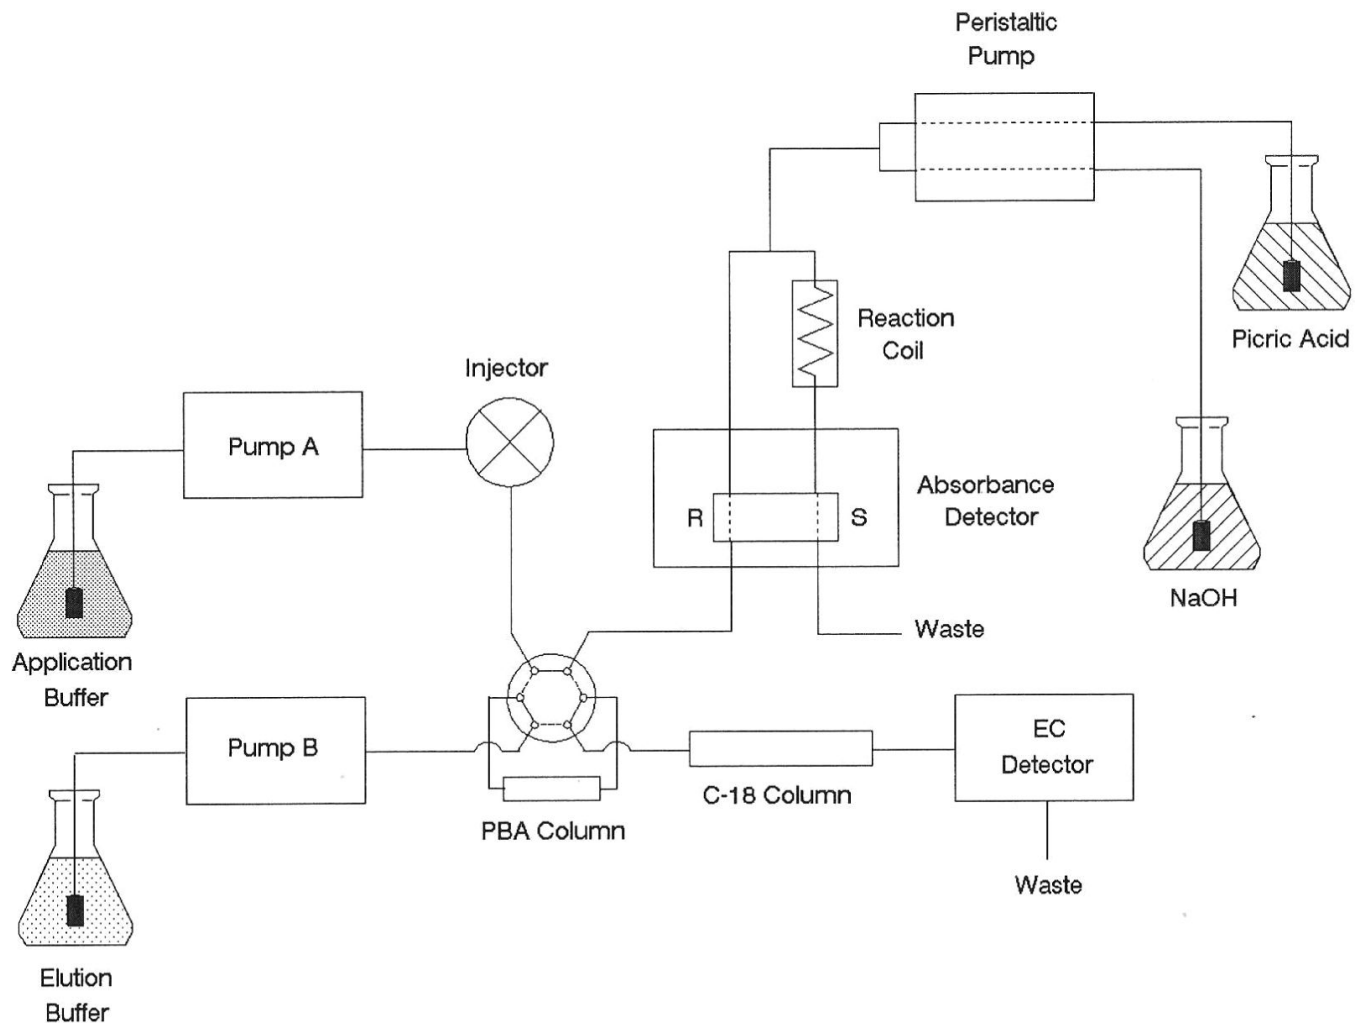 Peristaltic
Pump
Picric Acid
Reaction
Coil
Injector
Pump A
Absorbance
Detector
R
S
NaOH
Waste
Application
Buffer
Pump B
EC
Detector
C-18 Column
PBA Column
Waste
Elution
Buffer